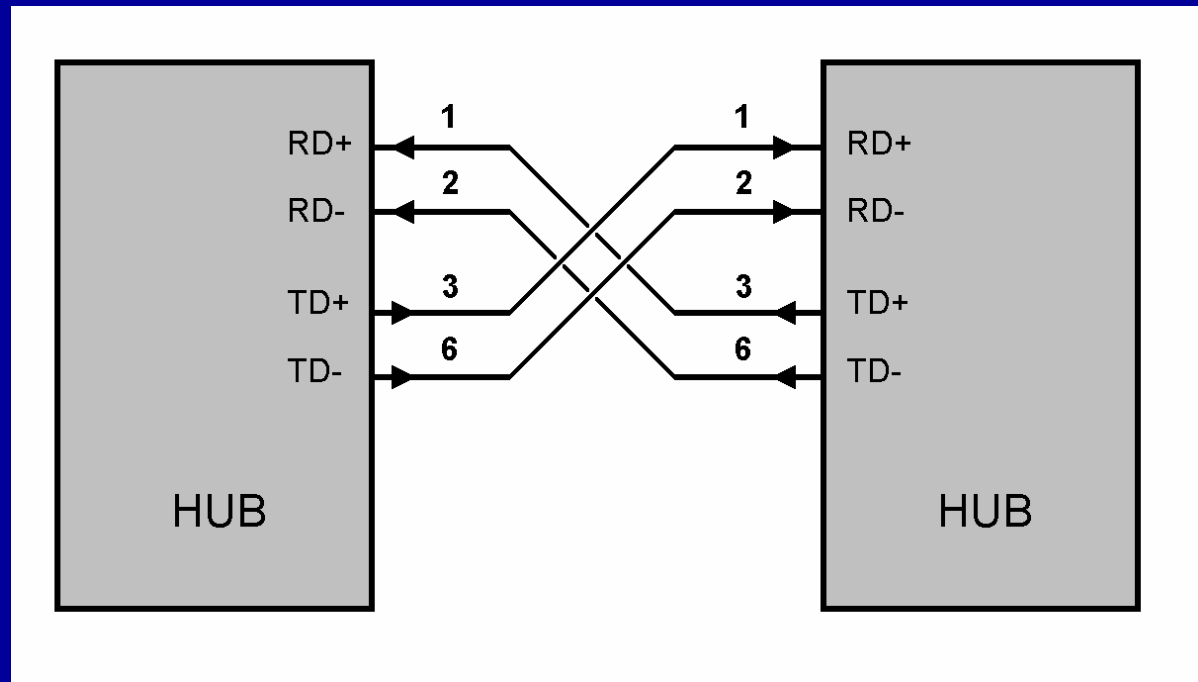 1 1
RD+ RD+
2 2
RD- RD-
3 3
TD+ TD+
6 6
TD- TD-
HUB HUB